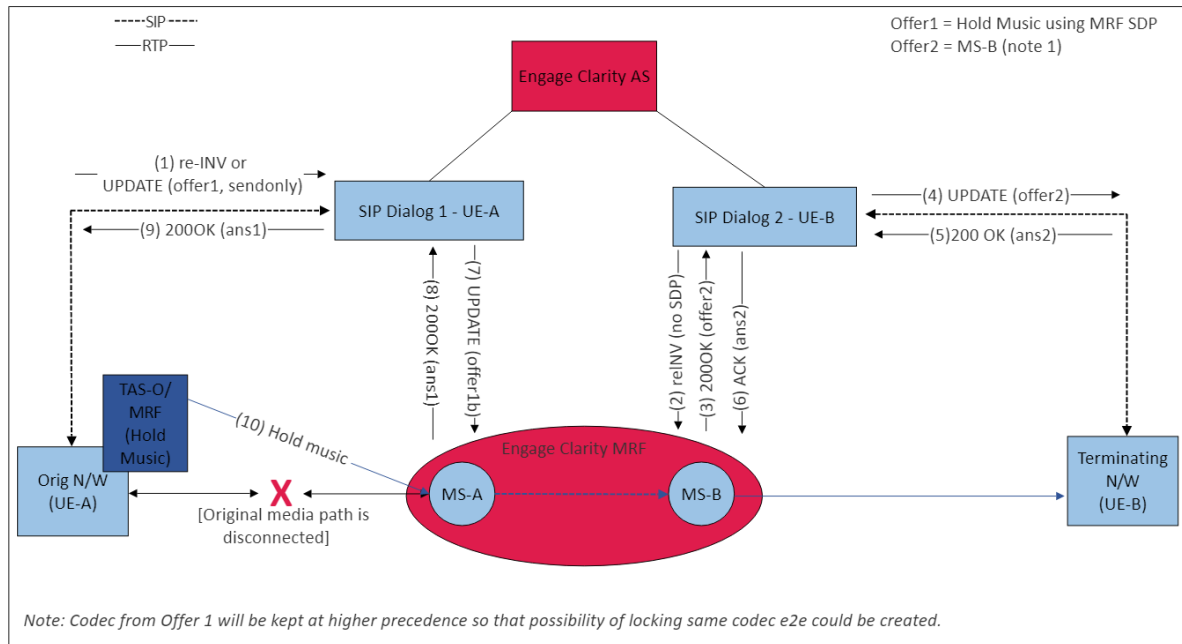 SIP
RTP
Offer1 = Hold Music using MRF SDP
Offer2 = MS-B (note 1)
Engage Clarity AS
(1) re-INV or
UPDATE (offer1, sendonly)
SIP Dialog 1 - UE-A
(9) 200OK (ans1)
SIP Dialog 2 - UE-B
(4) UPDATE (offer2)
(5)200 OK (ans2)
(8) 200OK (ans1)
(7) UPDATE (offer1b)
(2) reINV (no SDP)
(3) 200OK (offer2)
(6) ACK (ans2)
TAS-O/
MRF
(Hold
Music)
(10) Hold music
Orig N/W
(UE-A)
X
[Original media path is
disconnected]
Engage Clarity MRF
MS-A
MS-B
Terminating
N/W
(UE-B)
Note: Codec from Offer 1 will be kept at higher precedence so that possibility of locking same codec e2e could be created.